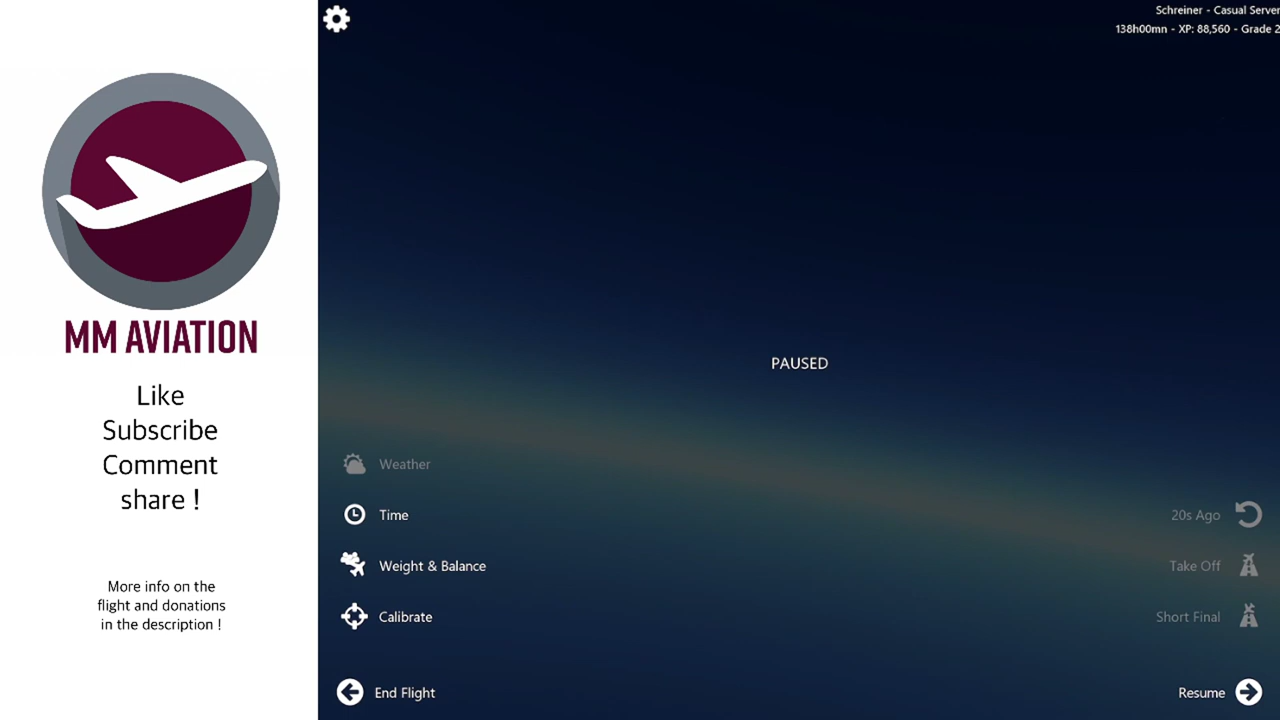 Schreiner - Casual Server
138h00mn - XP: 88,560 - Grade 2
MM AVIATION
Like
Subscribe
Comment
share !
More info on the
flight and donations
in the description !
PAUSED
Weather
Time
Weight & Balance
Calibrate
End Flight
20s Ago
Take Off
Short Final
Resume